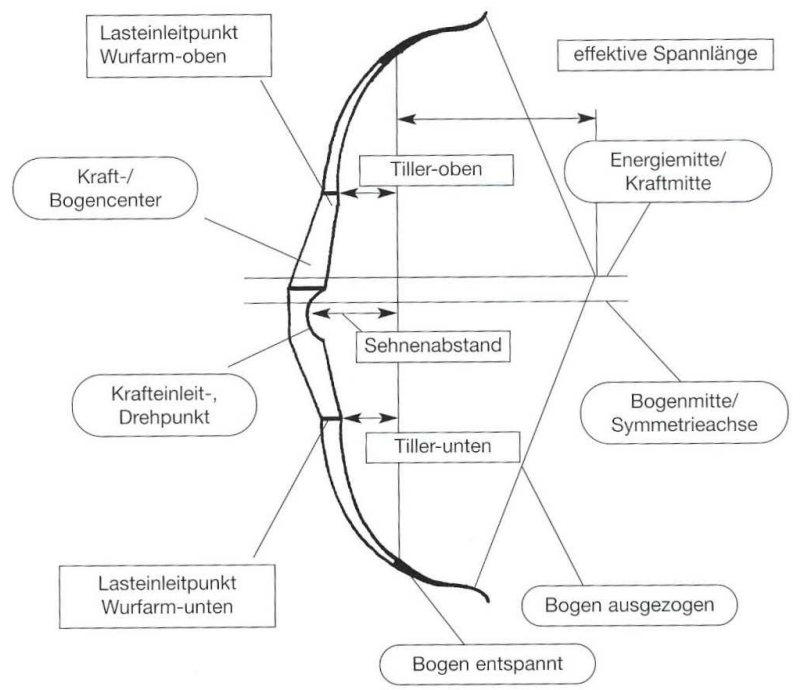 Lasteinleitpunkt
Wurfarm-oben
effektive Spannlänge
Kraft-/
Bogencenter
Tiller-oben
Energiemitte/
Kraftmitte
Sehnenabstand
Krafteinleit-,
Drehpunkt
Bogenmitte/
Symmetrieachse
Tiller-unten
Lasteinleitpunkt
Wurfarm-unten
Bogen ausgezogen
Bogen entspannt